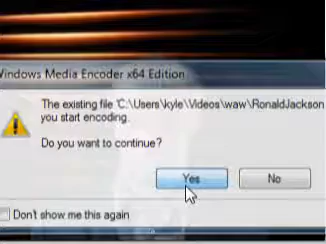 Windows Media Encoder x64 Edition
The existing file 'C:\Users\kyle\Videos\waw\RonaldJackson
you start encoding.
Do you want to continue?
Yes
No
Don't show me this again